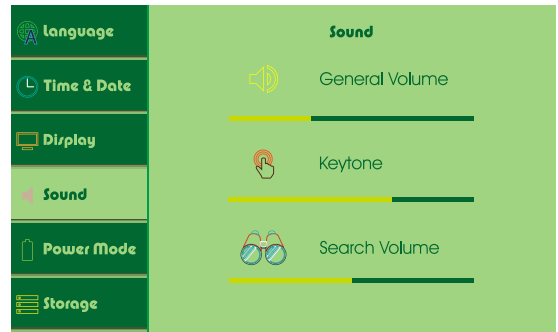 Language
Time & Date
Display
Sound
Power Mode
Storage
Sound
General Volume
Keytone
Search Volume